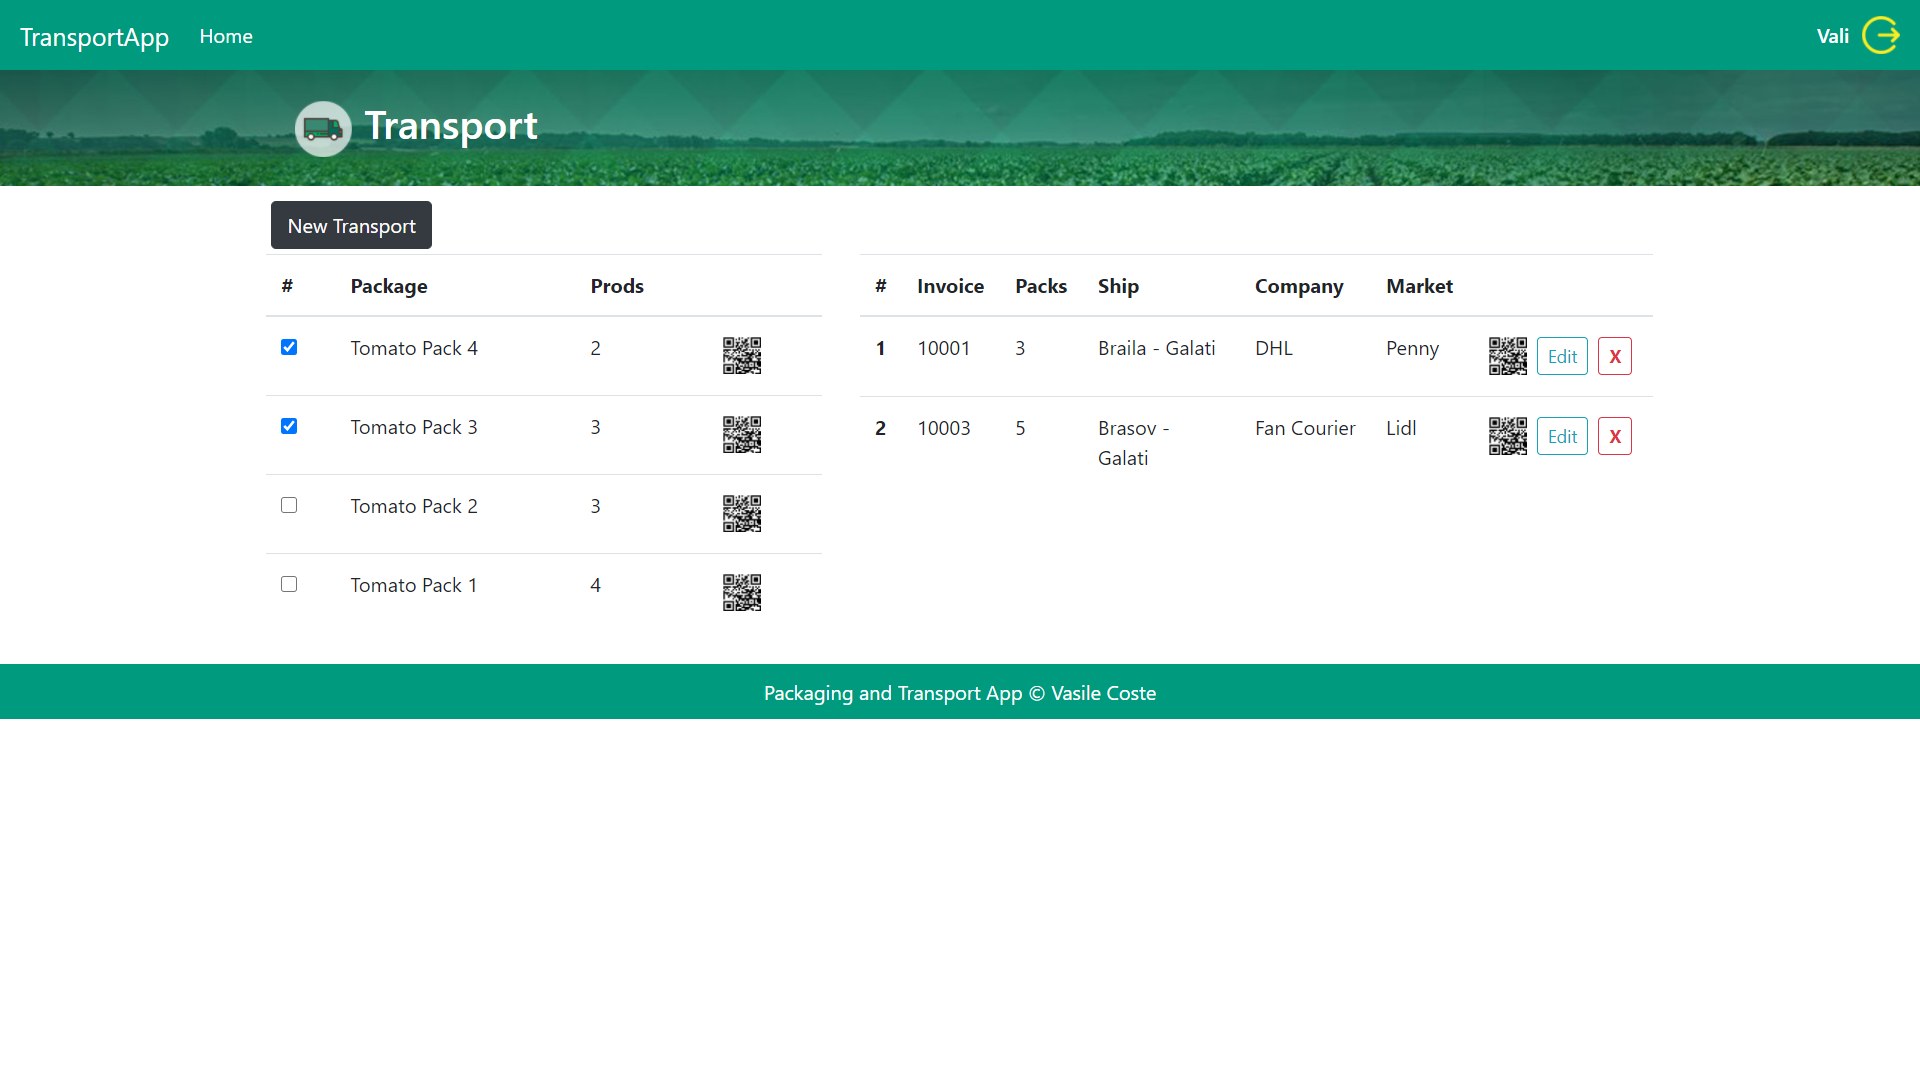 TransportApp Home Vali
Transport
New Transport
# Package Prods
Tomato Pack 4 2
Tomato Pack 3 3
Tomato Pack 2 3
Tomato Pack 1 4
# Invoice Packs Ship Company Market
1 10001 3 Braila - Galati DHL Penny Edit X
2 10003 5 Brasov - Fan Courier Lidl Edit X
Galati
Packaging and Transport App © Vasile Coste